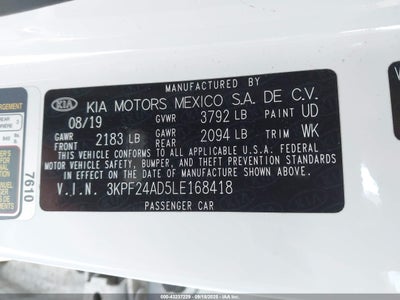 MANUFACTURED BY
KIA KIA MOTORS MEXICO S.A. DE C.V.
08/19 GVWR 3792 LB PAINT UD
GAWR FRONT 2183 LB GAWR REAR 2094 LB TRIM WK
THIS VEHICLE CONFORMS TO ALL APPLICABLE U.S.A. FEDERAL
MOTOR VEHICLE SAFETY, BUMPER, AND THEFT PREVENTION
STANDARDS IN EFFECT ON THE DATE OF MANUFACTURE SHOWN ABOVE.
V.I.N. 3KPF24AD5LE168418
PASSENGER CAR
7610